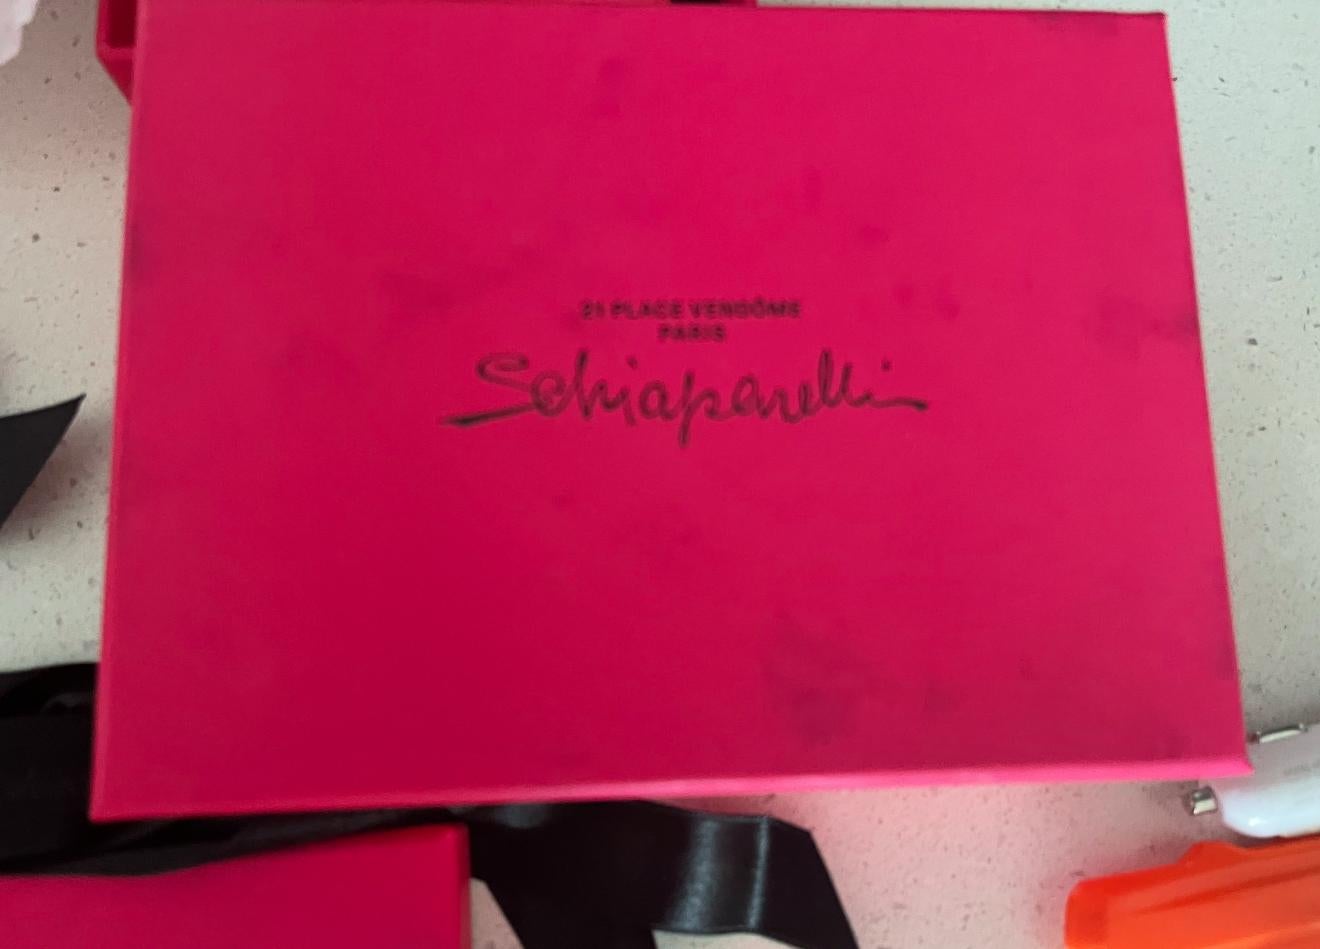 21 PLACE VENDÔME
PARIS
Schiaparelli